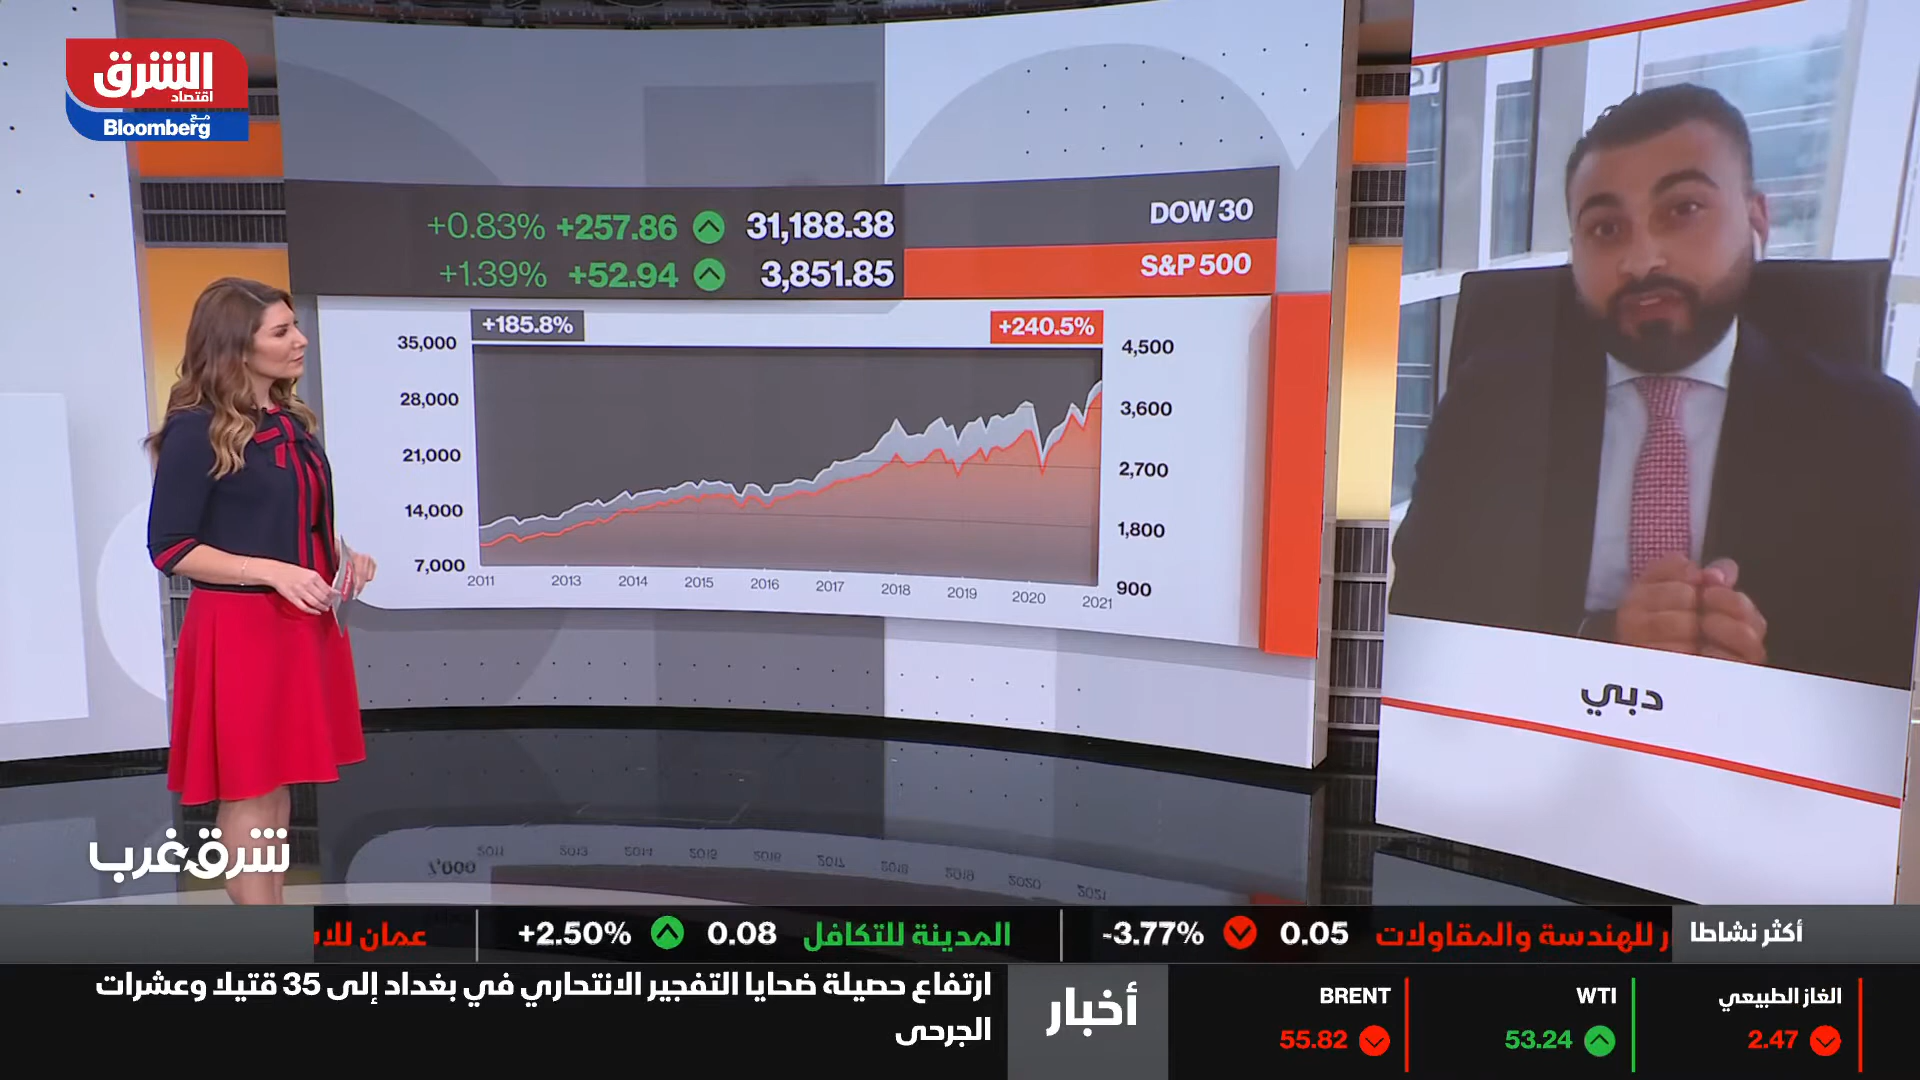 الشرق
اقتصاد
مع
Bloomberg
+0.83% +257.86 31,188.38 DOW 30
+1.39% +52.94 3,851.85 S&P 500
+185.8% +240.5%
35,000 4,500
28,000 3,600
21,000 2,700
14,000 1,800
7,000 900
2011 2013 2014 2015 2016 2017 2018 2019 2020 2021
دبي
شرق غرب
أكثر نشاطا
ر للهندسة والمقاولات 0.05 -3.77%
المدينة للتكافل 0.08 +2.50%
عمان للا
الغاز الطبيعي
2.47
WTI
53.24
BRENT
55.82
أخبار
ارتفاع حصيلة ضحايا التفجير الانتحاري في بغداد إلى 35 قتيلا وعشرات
الجرحى